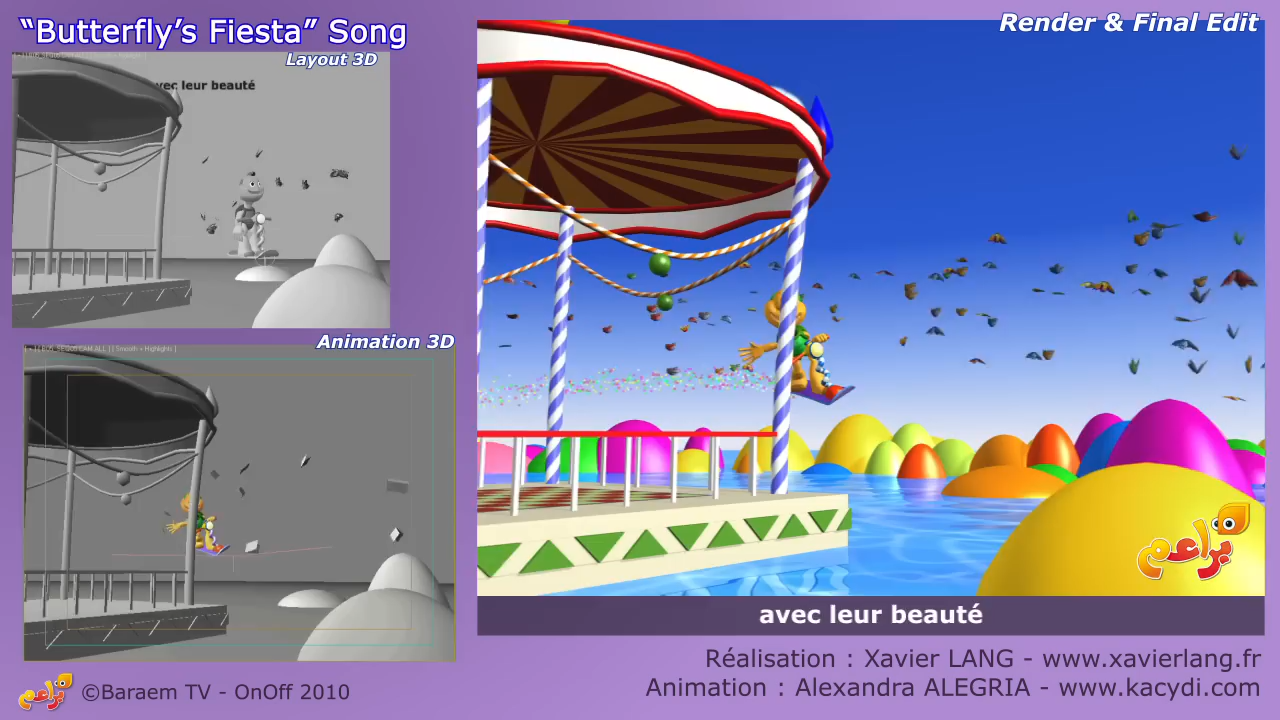 “Butterfly’s Fiesta” Song
Layout 3D
avec leur beauté
Animation 3D
Render & Final Edit
براعم
avec leur beauté
Réalisation : Xavier LANG - www.xavierlang.fr
Animation : Alexandra ALEGRIA - www.kacydi.com
براعم
©Baraem TV - OnOff 2010